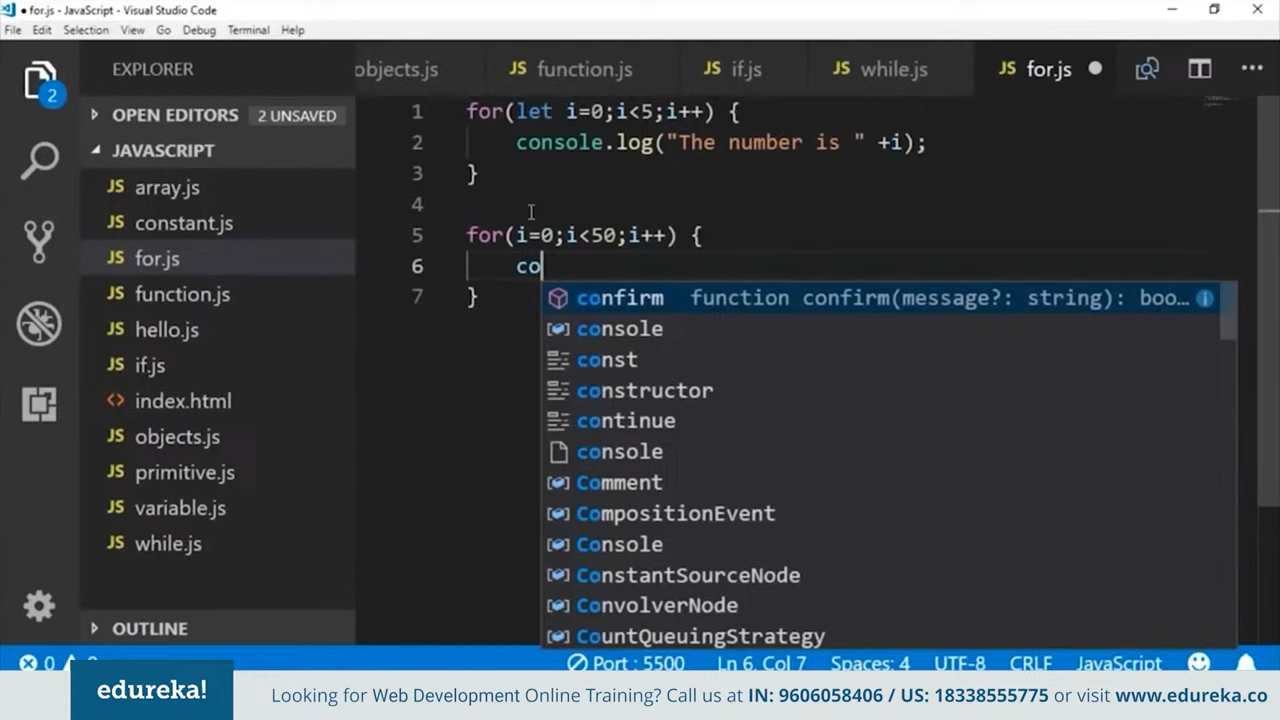 for.js - JavaScript - Visual Studio Code
File Edit Selection View Go Debug Terminal Help
EXPLORER
objects.js JS function.js JS if.js JS while.js JS for.js
2
OPEN EDITORS 2 UNSAVED
JAVASCRIPT
JS array.js
JS constant.js
JS for.js
JS function.js
JS hello.js
JS if.js
<> index.html
JS objects.js
JS primitive.js
JS variable.js
JS while.js
OUTLINE
1 for(let i=0;i<5;i++) {
2 console.log("The number is " +i);
3 }
4
5 for(i=0;i<50;i++) {
6 co
7 }
confirm function confirm(message?: string): boo...
console
const
constructor
continue
console
Comment
CompositionEvent
Console
ConstantSourceNode
ConvolverNode
CountQueuingStrategy
0 Port : 5500 Ln 6, Col 7 Spaces: 4 UTF-8 CRLF JavaScript
edureka!
Looking for Web Development Online Training? Call us at IN: 9606058406 / US: 18338555775 or visit www.edureka.co